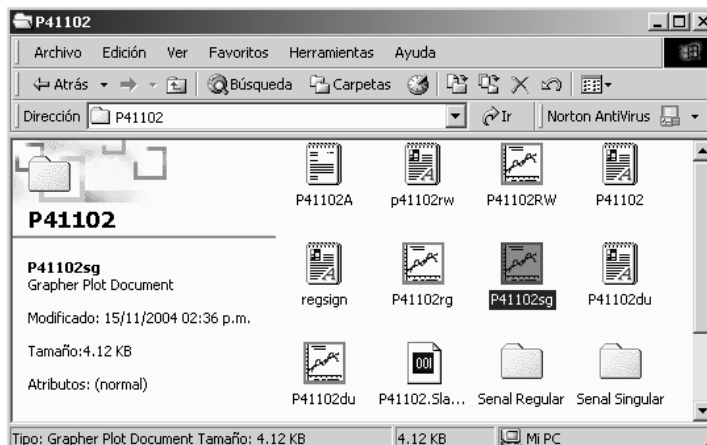 P41102
Archivo Edición Ver Favoritos Herramientas Ayuda
Atrás Búsqueda Carpetas
Dirección P41102 Ir Norton AntiVirus
P41102
P41102sg
Grapher Plot Document
Modificado: 15/11/2004 02:36 p.m.
Tamaño:4.12 KB
Atributos: (normal)
P41102A p41102rw P41102RW P41102
regsign P41102rg P41102sg P41102du
P41102du P41102.Sla... Senal Regular Senal Singular
Tipo: Grapher Plot Document Tamaño: 4.12 KB 4.12 KB Mi PC